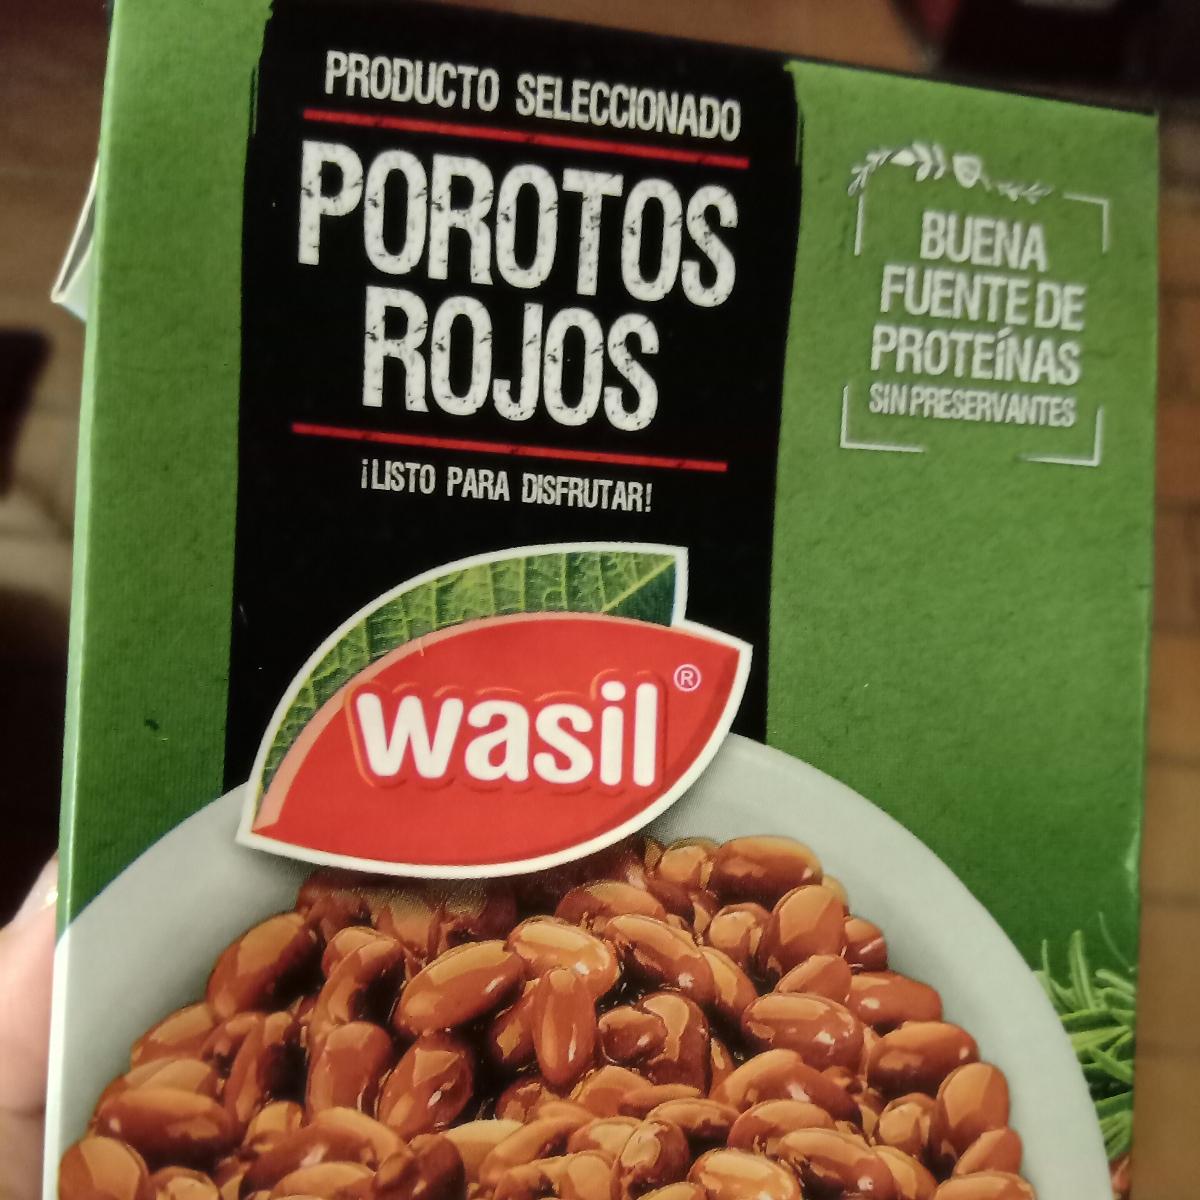 PRODUCTO SELECCIONADO
POROTOS
ROJOS
¡LISTO PARA DISFRUTAR!
wasil®
BUENA
FUENTE DE
PROTEÍNAS
SIN PRESERVANTES